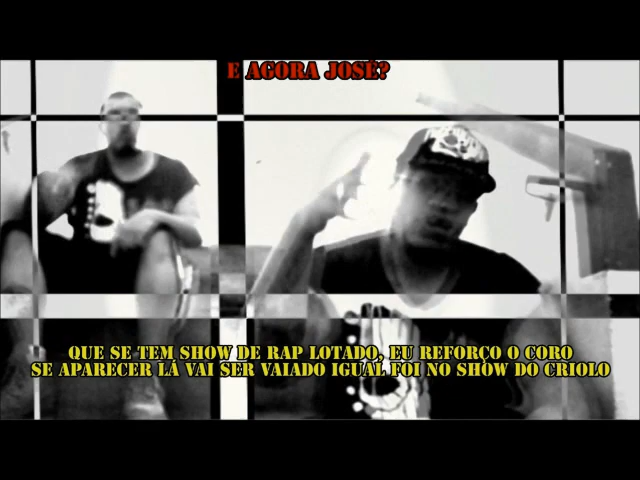 E AGORA JOSÉ?
QUE SE TEM SHOW DE RAP LOTADO, EU REFORÇO O CORO
SE APARECER LÁ VAI SER VAIADO IGUAL FOI NO SHOW DO CRIOLO